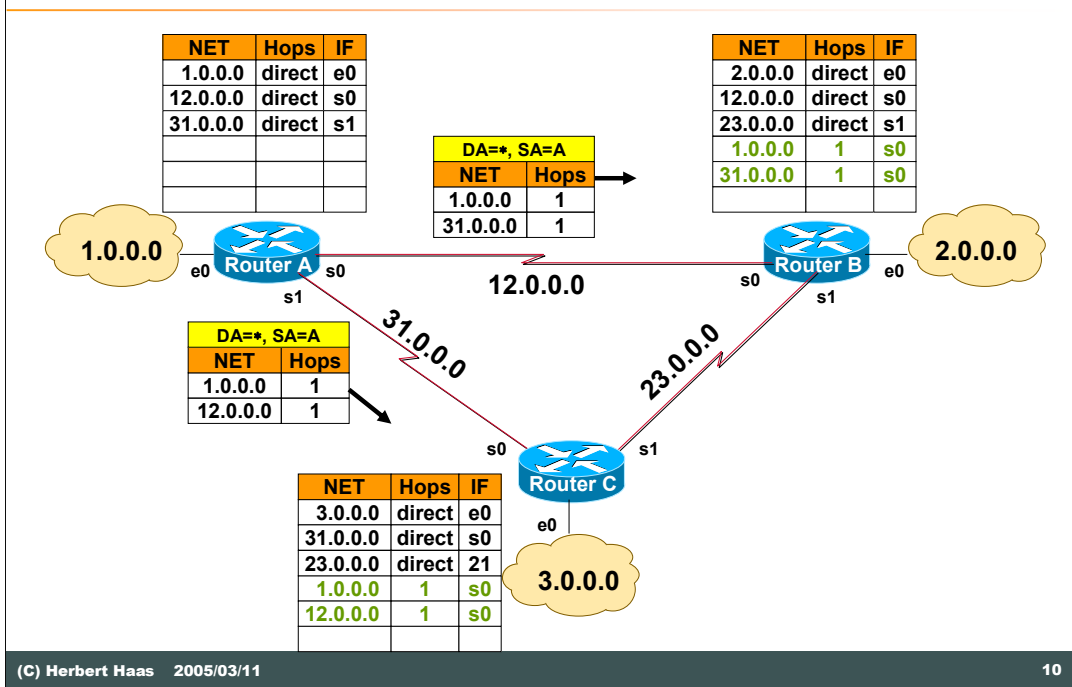 NET Hops IF
1.0.0.0 direct e0
12.0.0.0 direct s0
31.0.0.0 direct s1
NET Hops IF
2.0.0.0 direct e0
12.0.0.0 direct s0
23.0.0.0 direct s1
1.0.0.0 1 s0
31.0.0.0 1 s0
DA=*, SA=A
NET Hops
1.0.0.0 1
31.0.0.0 1
1.0.0.0
e0
Router A
s0
s1
12.0.0.0
s0
Router B
e0
s1
2.0.0.0
31.0.0.0
23.0.0.0
DA=*, SA=A
NET Hops
1.0.0.0 1
12.0.0.0 1
s0
s1
Router C
e0
3.0.0.0
NET Hops IF
3.0.0.0 direct e0
31.0.0.0 direct s0
23.0.0.0 direct 21
1.0.0.0 1 s0
12.0.0.0 1 s0
(C) Herbert Haas 2005/03/11
10